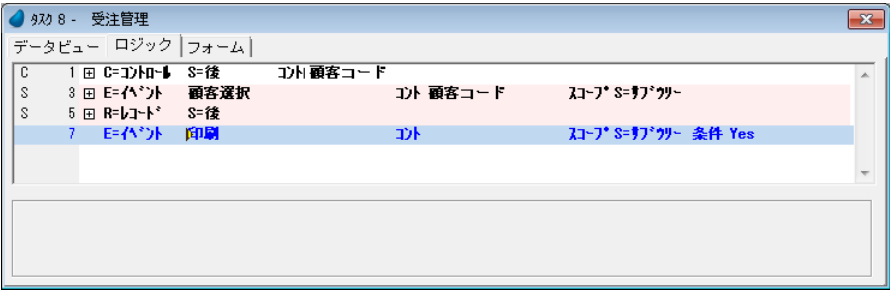 ﾀｽｸ 8 - 受注管理
データビュー ロジック フォーム
C 1 C=ｺﾝﾄﾛｰﾙ S=後 ｺﾝﾄ 顧客コード
S 3 E=ｲﾍﾞﾝﾄ 顧客選択 ｺﾝﾄ 顧客コード ｽｺｰﾌﾟ S=ｻﾌﾞﾂﾘｰ
S 5 R=ﾚｺｰﾄﾞ S=後
7 E=ｲﾍﾞﾝﾄ 印刷 ｺﾝﾄ ｽｺｰﾌﾟ S=ｻﾌﾞﾂﾘｰ 条件 Yes